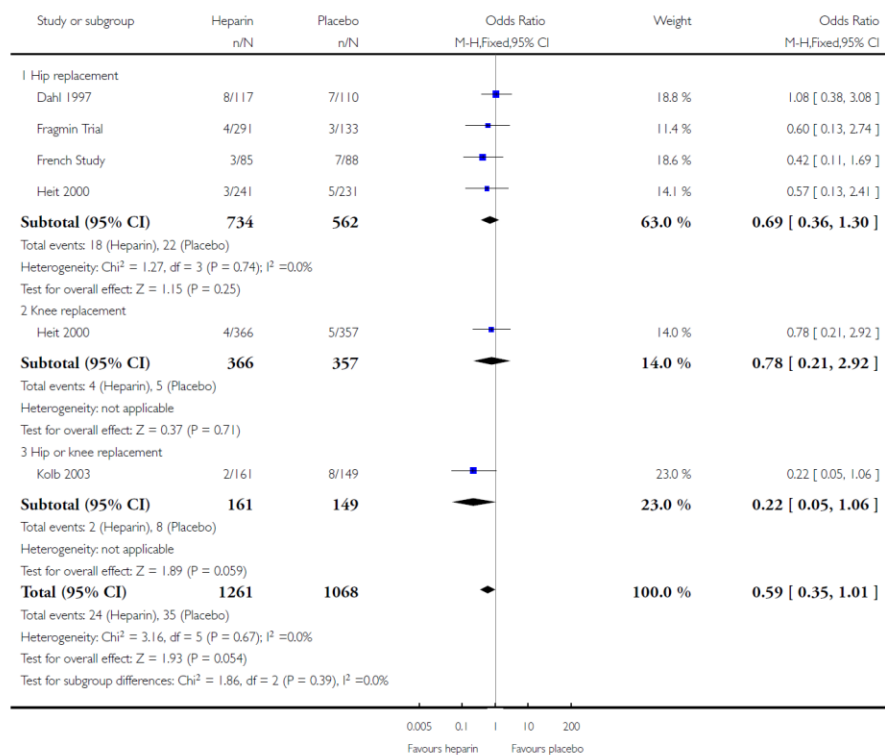 Study or subgroup Heparin Placebo Odds Ratio Weight Odds Ratio
n/N n/N M-H,Fixed,95% CI M-H,Fixed,95% CI
1 Hip replacement
Dahl 1997 8/117 7/110 18.8 % 1.08 [ 0.38, 3.08 ]
Fragmin Trial 4/291 3/133 11.4 % 0.60 [ 0.13, 2.74 ]
French Study 3/85 7/88 18.6 % 0.42 [ 0.11, 1.69 ]
Heit 2000 3/241 5/231 14.1 % 0.57 [ 0.13, 2.41 ]
Subtotal (95% CI) 734 562 63.0 % 0.69 [ 0.36, 1.30 ]
Total events: 18 (Heparin), 22 (Placebo)
Heterogeneity: Chi² = 1.27, df = 3 (P = 0.74); I² =0.0%
Test for overall effect: Z = 1.15 (P = 0.25)
2 Knee replacement
Heit 2000 4/366 5/357 14.0 % 0.78 [ 0.21, 2.92 ]
Subtotal (95% CI) 366 357 14.0 % 0.78 [ 0.21, 2.92 ]
Total events: 4 (Heparin), 5 (Placebo)
Heterogeneity: not applicable
Test for overall effect: Z = 0.37 (P = 0.71)
3 Hip or knee replacement
Kolb 2003 2/161 8/149 23.0 % 0.22 [ 0.05, 1.06 ]
Subtotal (95% CI) 161 149 23.0 % 0.22 [ 0.05, 1.06 ]
Total events: 2 (Heparin), 8 (Placebo)
Heterogeneity: not applicable
Test for overall effect: Z = 1.89 (P = 0.059)
Total (95% CI) 1261 1068 100.0 % 0.59 [ 0.35, 1.01 ]
Total events: 24 (Heparin), 35 (Placebo)
Heterogeneity: Chi² = 3.16, df = 5 (P = 0.67); I² =0.0%
Test for overall effect: Z = 1.93 (P = 0.054)
Test for subgroup differences: Chi² = 1.86, df = 2 (P = 0.39), I² =0.0%
0.005 0.1 1 10 200
Favours heparin Favours placebo